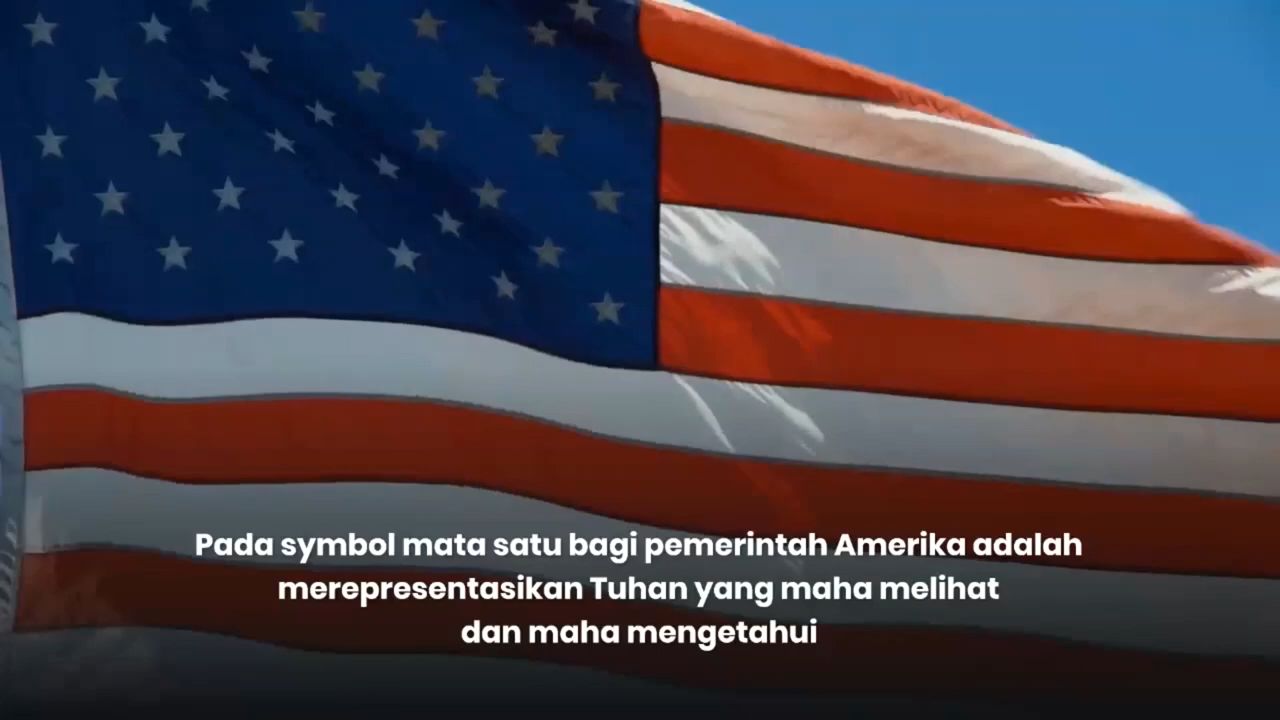 Pada symbol mata satu bagi pemerintah Amerika adalah
merepresentasikan Tuhan yang maha melihat
dan maha mengetahui